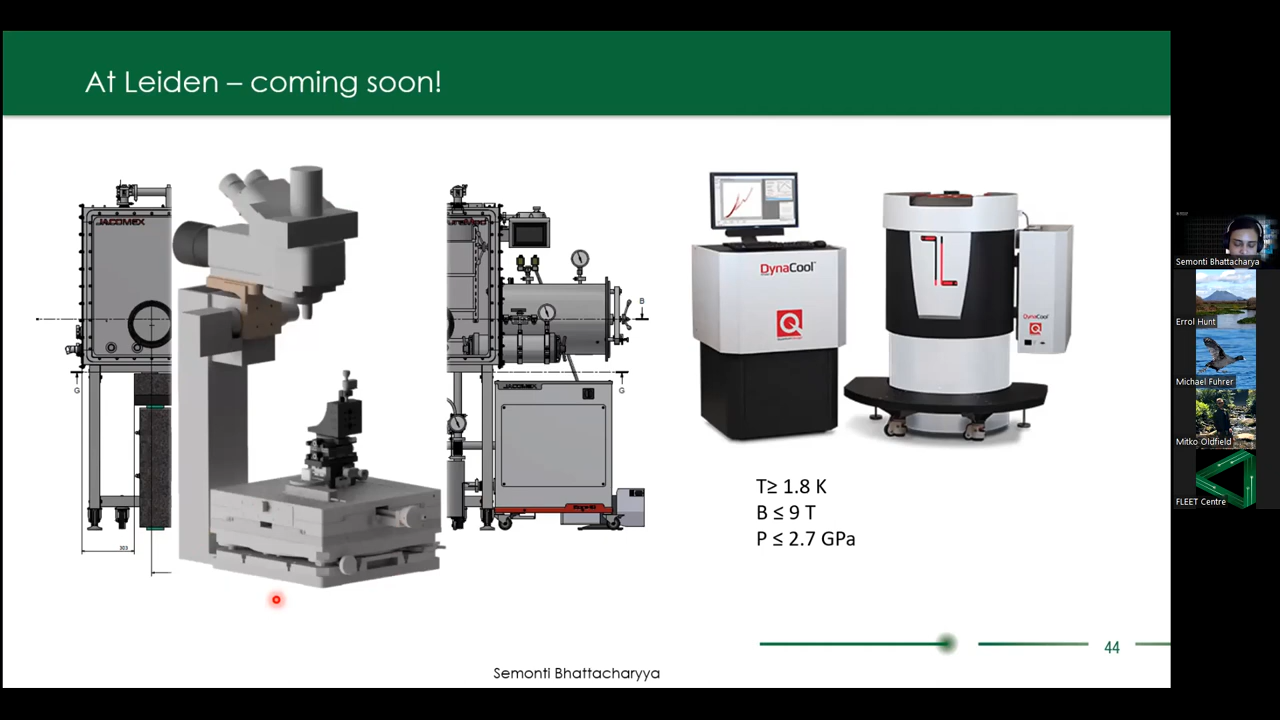 At Leiden – coming soon!
JACOMEX
B
G
G
JACOMEX
303
DynaCool
Q
DynaCool
Q
T≥ 1.8 K
B ≤ 9 T
P ≤ 2.7 GPa
44
Semonti Bhattacharyya
Semonti Bhattacharya
Errol Hunt
Michael Fuhrer
Mitko Oldfield
FLEET Centre